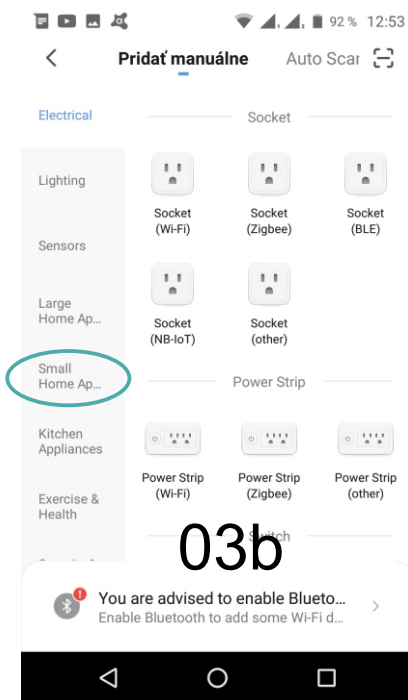 92 % 12:53
Pridať manuálne Auto Scar
Electrical
Lighting
Sensors
Large
Home Ap...
Small
Home Ap...
Kitchen
Appliances
Exercise &
Health
Socket
Socket
(Wi-Fi)
Socket
(Zigbee)
Socket
(BLE)
Socket
(NB-IoT)
Socket
(other)
Power Strip
Power Strip
(Wi-Fi)
Power Strip
(Zigbee)
Power Strip
(other)
Switch
03b
You are advised to enable Blueto...
Enable Bluetooth to add some Wi-Fi d...